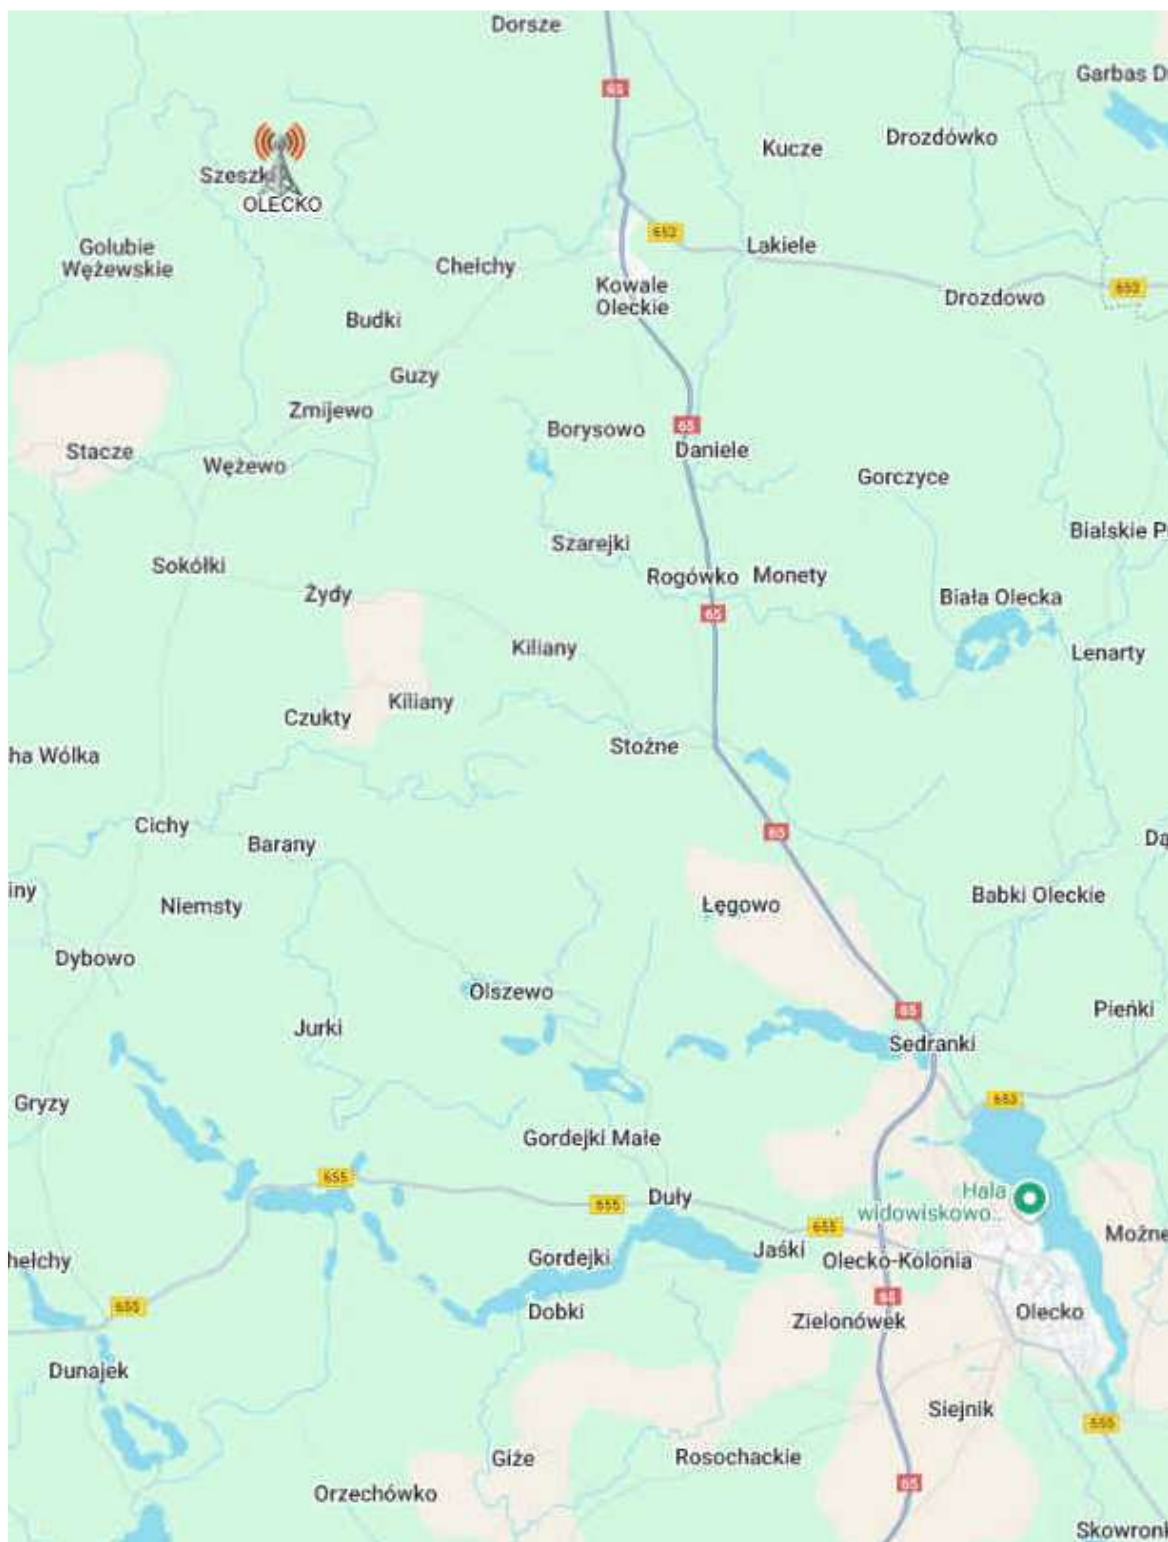 Dorsze
65
Garbas D
Kucze
Drozdówko
Szeszki
OLECKO
652
Lakiele
Golubie
Wężewskie
Chełchy
Kowale
Oleckie
652
Drozdowo
Budki
Guzy
Zmijewo
65
Borysowo
Daniele
Stacze
Wężewo
Gorczyce
Bialskie P
Szarejki
Sokółki
Rogówko
Monety
Żydy
Biała Olecka
65
Kiliany
Lenarty
Kiliany
Czukty
Stożne
ha Wólka
Cichy
65
Barany
Dą
iny
Niemsty
Łęgowo
Babki Oleckie
Dybowo
Olszewo
65
Pieńki
Jurki
Sedranki
Gryzy
653
Gordejki Małe
655
Duły
655
Hala
widowiskowo...
655
Możne
hełchy
Gordejki
Jaśki
Olecko-Kolonia
655
65
Dobki
Zielonówek
Olecko
Dunajek
Siejnik
655
Giże
Rosochackie
65
Orzechówko
Skowronk